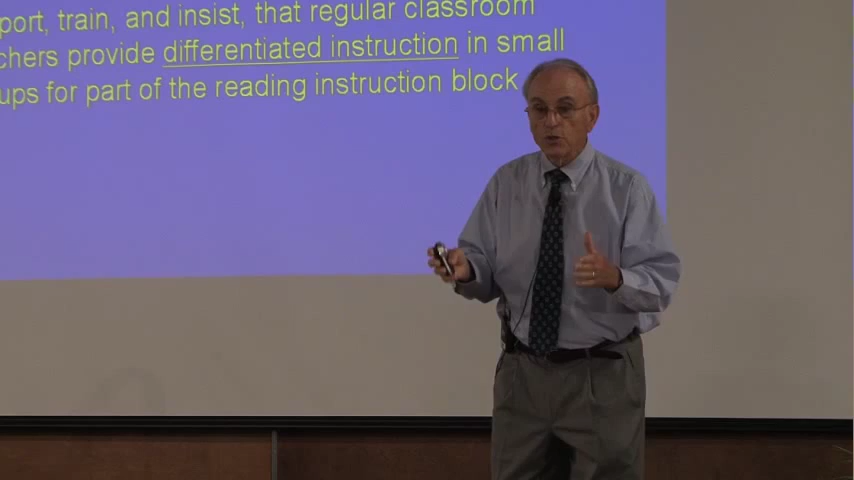 port, train, and insist, that regular classroom
chers provide differentiated instruction in small
ups for part of the reading instruction block